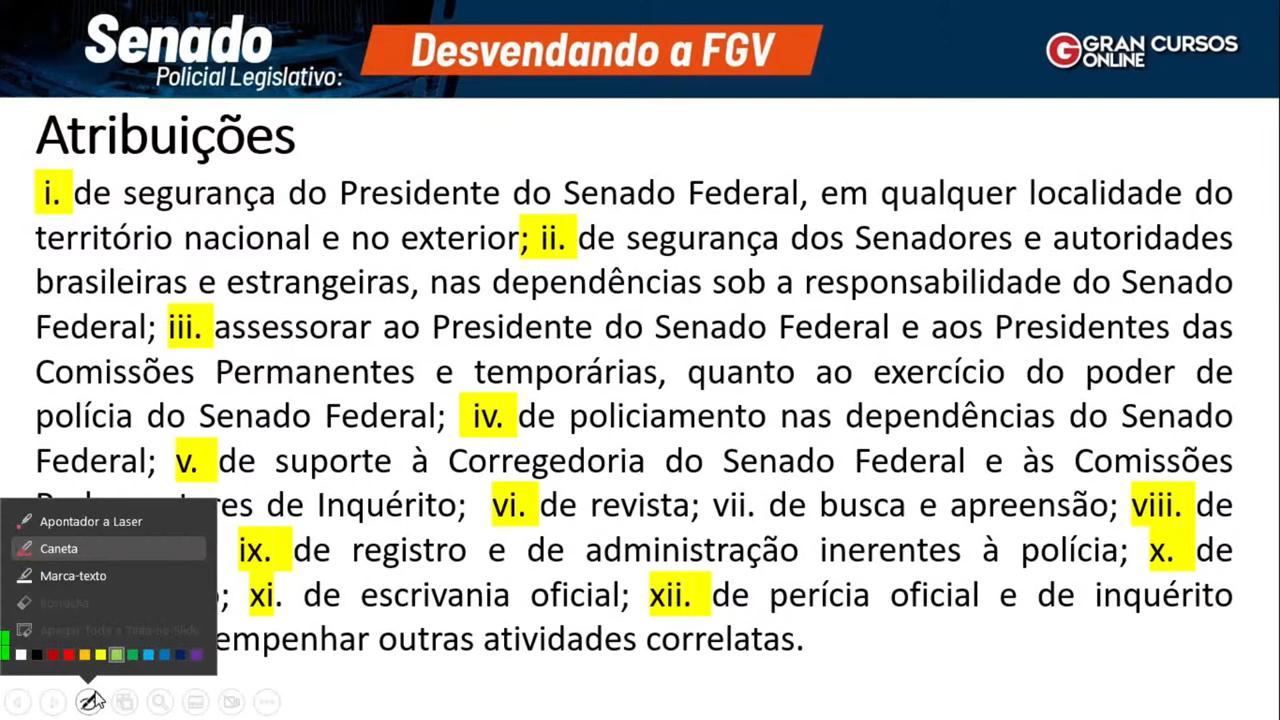 Senado
Policial Legislativo:
Desvendando a FGV
GRAN CURSOS
ONLINE
Atribuições
i. de segurança do Presidente do Senado Federal, em qualquer localidade do
território nacional e no exterior; ii. de segurança dos Senadores e autoridades
brasileiras e estrangeiras, nas dependências sob a responsabilidade do Senado
Federal; iii. assessorar ao Presidente do Senado Federal e aos Presidentes das
Comissões Permanentes e temporárias, quanto ao exercício do poder de
polícia do Senado Federal; iv. de policiamento nas dependências do Senado
Federal; v. de suporte à Corregedoria do Senado Federal e às Comissões
de Inquérito; vi. de revista; vii. de busca e apreensão; viii. de
ix. de registro e de administração inerentes à polícia; x. de
; xi. de escrivania oficial; xii. de perícia oficial e de inquérito
outras atividades correlatas.
Apontador a Laser
Caneta
Marca-texto
Borracha
Apagar Toda a Tinta no Slide